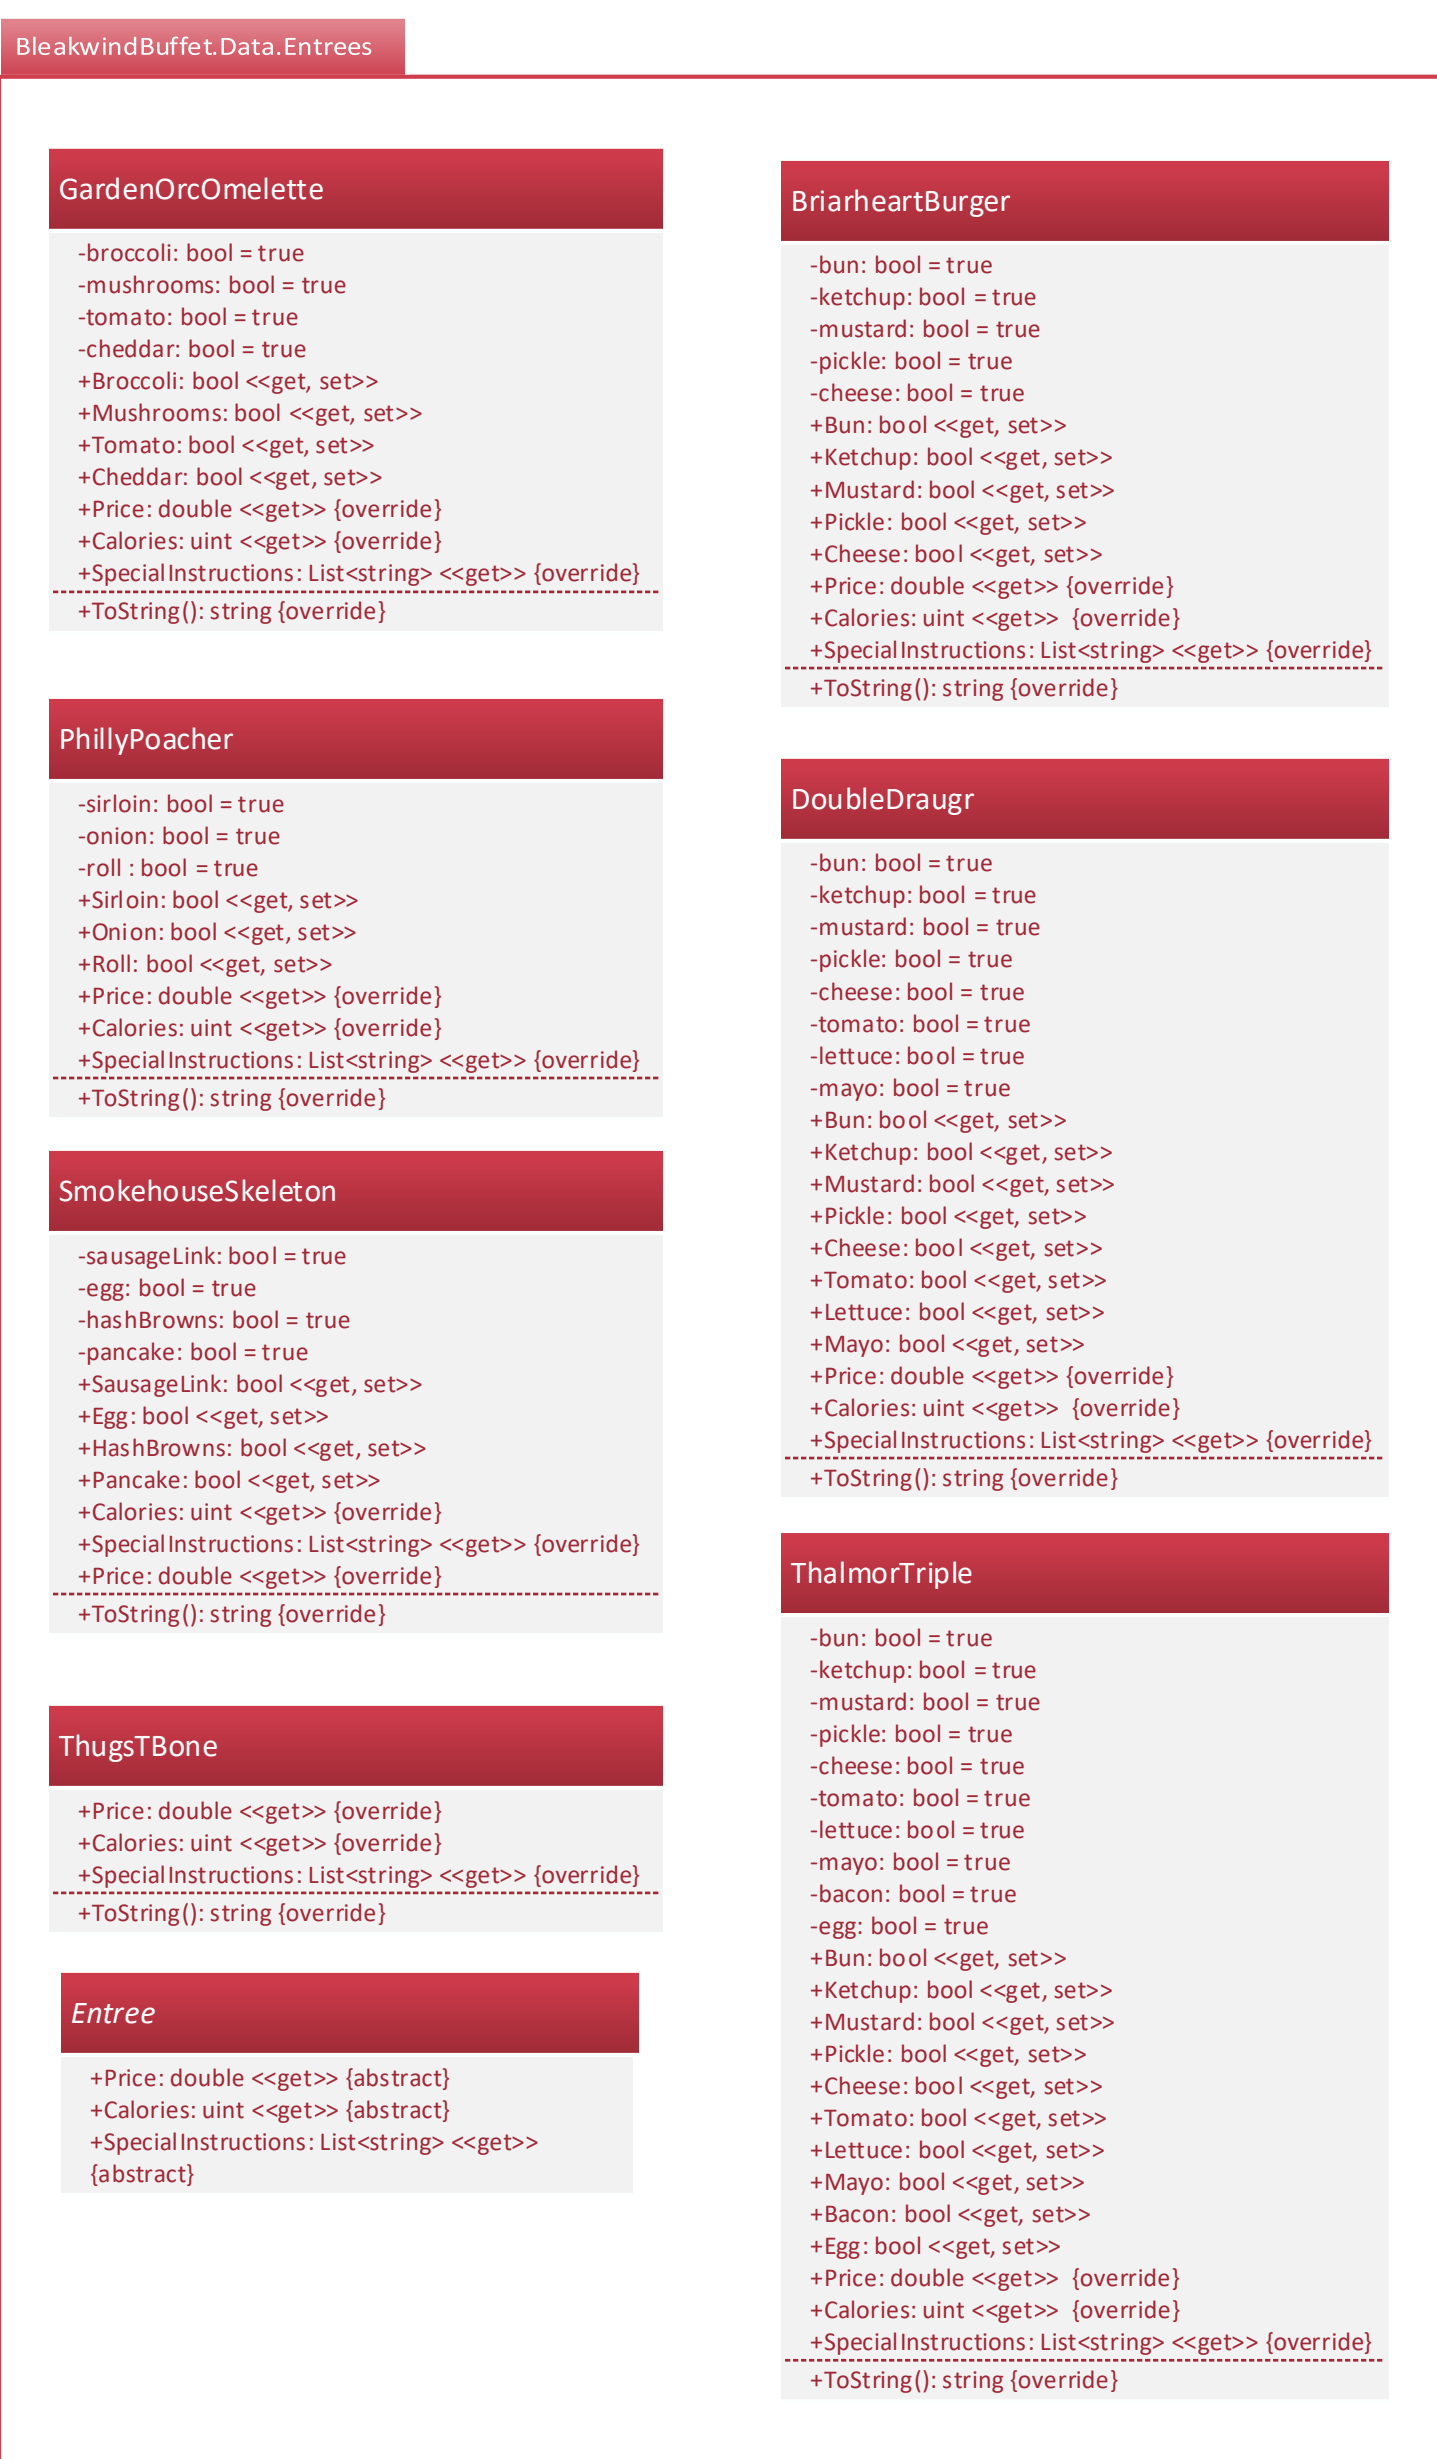 BleakwindBuffet.Data.Entrees
GardenOrcOmelette
-broccoli: bool = true
-mushrooms: bool = true
-tomato: bool = true
-cheddar: bool = true
+Broccoli: bool <<get, set>>
+Mushrooms: bool <<get, set>>
+Tomato: bool <<get, set>>
+Cheddar: bool <<get, set>>
+Price: double <<get>> {override}
+Calories: uint <<get>> {override}
+SpecialInstructions: List<string> <<get>> {override}
+ToString(): string {override}
PhillyPoacher
-sirloin: bool = true
-onion: bool = true
-roll : bool = true
+Sirloin: bool <<get, set>>
+Onion: bool <<get, set>>
+Roll: bool <<get, set>>
+Price: double <<get>> {override}
+Calories: uint <<get>> {override}
+SpecialInstructions: List<string> <<get>> {override}
+ToString(): string {override}
SmokehouseSkeleton
-sausageLink: bool = true
-egg: bool = true
-hashBrowns: bool = true
-pancake: bool = true
+SausageLink: bool <<get, set>>
+Egg: bool <<get, set>>
+HashBrowns: bool <<get, set>>
+Pancake: bool <<get, set>>
+Calories: uint <<get>> {override}
+SpecialInstructions: List<string> <<get>> {override}
+Price: double <<get>> {override}
+ToString(): string {override}
ThugsTBone
+Price: double <<get>> {override}
+Calories: uint <<get>> {override}
+SpecialInstructions: List<string> <<get>> {override}
+ToString(): string {override}
Entree
+Price: double <<get>> {abstract}
+Calories: uint <<get>> {abstract}
+SpecialInstructions: List<string> <<get>>
{abstract}
BriarheartBurger
-bun: bool = true
-ketchup: bool = true
-mustard: bool = true
-pickle: bool = true
-cheese: bool = true
+Bun: bool <<get, set>>
+Ketchup: bool <<get, set>>
+Mustard: bool <<get, set>>
+Pickle: bool <<get, set>>
+Cheese: bool <<get, set>>
+Price: double <<get>> {override}
+Calories: uint <<get>> {override}
+SpecialInstructions: List<string> <<get>> {override}
+ToString(): string {override}
DoubleDraugr
-bun: bool = true
-ketchup: bool = true
-mustard: bool = true
-pickle: bool = true
-cheese: bool = true
-tomato: bool = true
-lettuce: bool = true
-mayo: bool = true
+Bun: bool <<get, set>>
+Ketchup: bool <<get, set>>
+Mustard: bool <<get, set>>
+Pickle: bool <<get, set>>
+Cheese: bool <<get, set>>
+Tomato: bool <<get, set>>
+Lettuce: bool <<get, set>>
+Mayo: bool <<get, set>>
+Price: double <<get>> {override}
+Calories: uint <<get>> {override}
+SpecialInstructions: List<string> <<get>> {override}
+ToString(): string {override}
ThalmorTriple
-bun: bool = true
-ketchup: bool = true
-mustard: bool = true
-pickle: bool = true
-cheese: bool = true
-tomato: bool = true
-lettuce: bool = true
-mayo: bool = true
-bacon: bool = true
-egg: bool = true
+Bun: bool <<get, set>>
+Ketchup: bool <<get, set>>
+Mustard: bool <<get, set>>
+Pickle: bool <<get, set>>
+Cheese: bool <<get, set>>
+Tomato: bool <<get, set>>
+Lettuce: bool <<get, set>>
+Mayo: bool <<get, set>>
+Bacon: bool <<get, set>>
+Egg: bool <<get, set>>
+Price: double <<get>> {override}
+Calories: uint <<get>> {override}
+SpecialInstructions: List<string> <<get>> {override}
+ToString(): string {override}